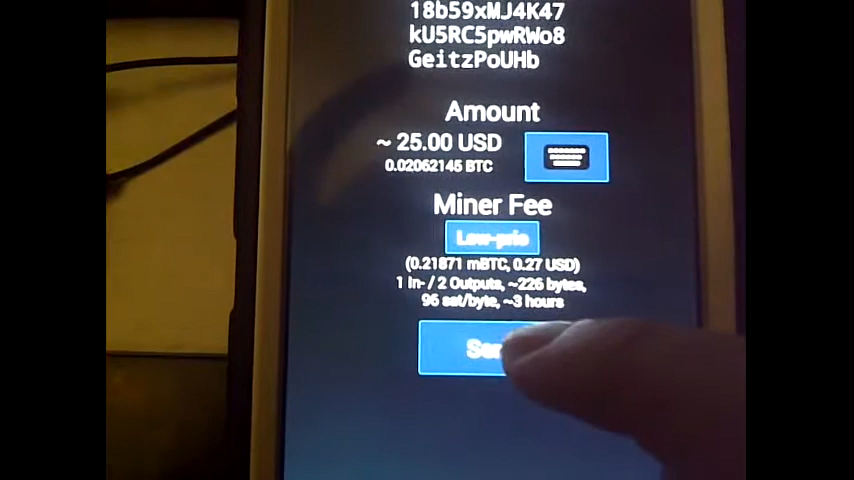 18b59xMJ4K47
kU5RC5pwRWo8
GeitzPoUHb
Amount
~ 25.00 USD
0.02062145 BTC
Miner Fee
Low-prio
(0.21871 mBTC, 0.27 USD)
1 In- / 2 Outputs, ~226 bytes,
96 sat/byte, ~3 hours